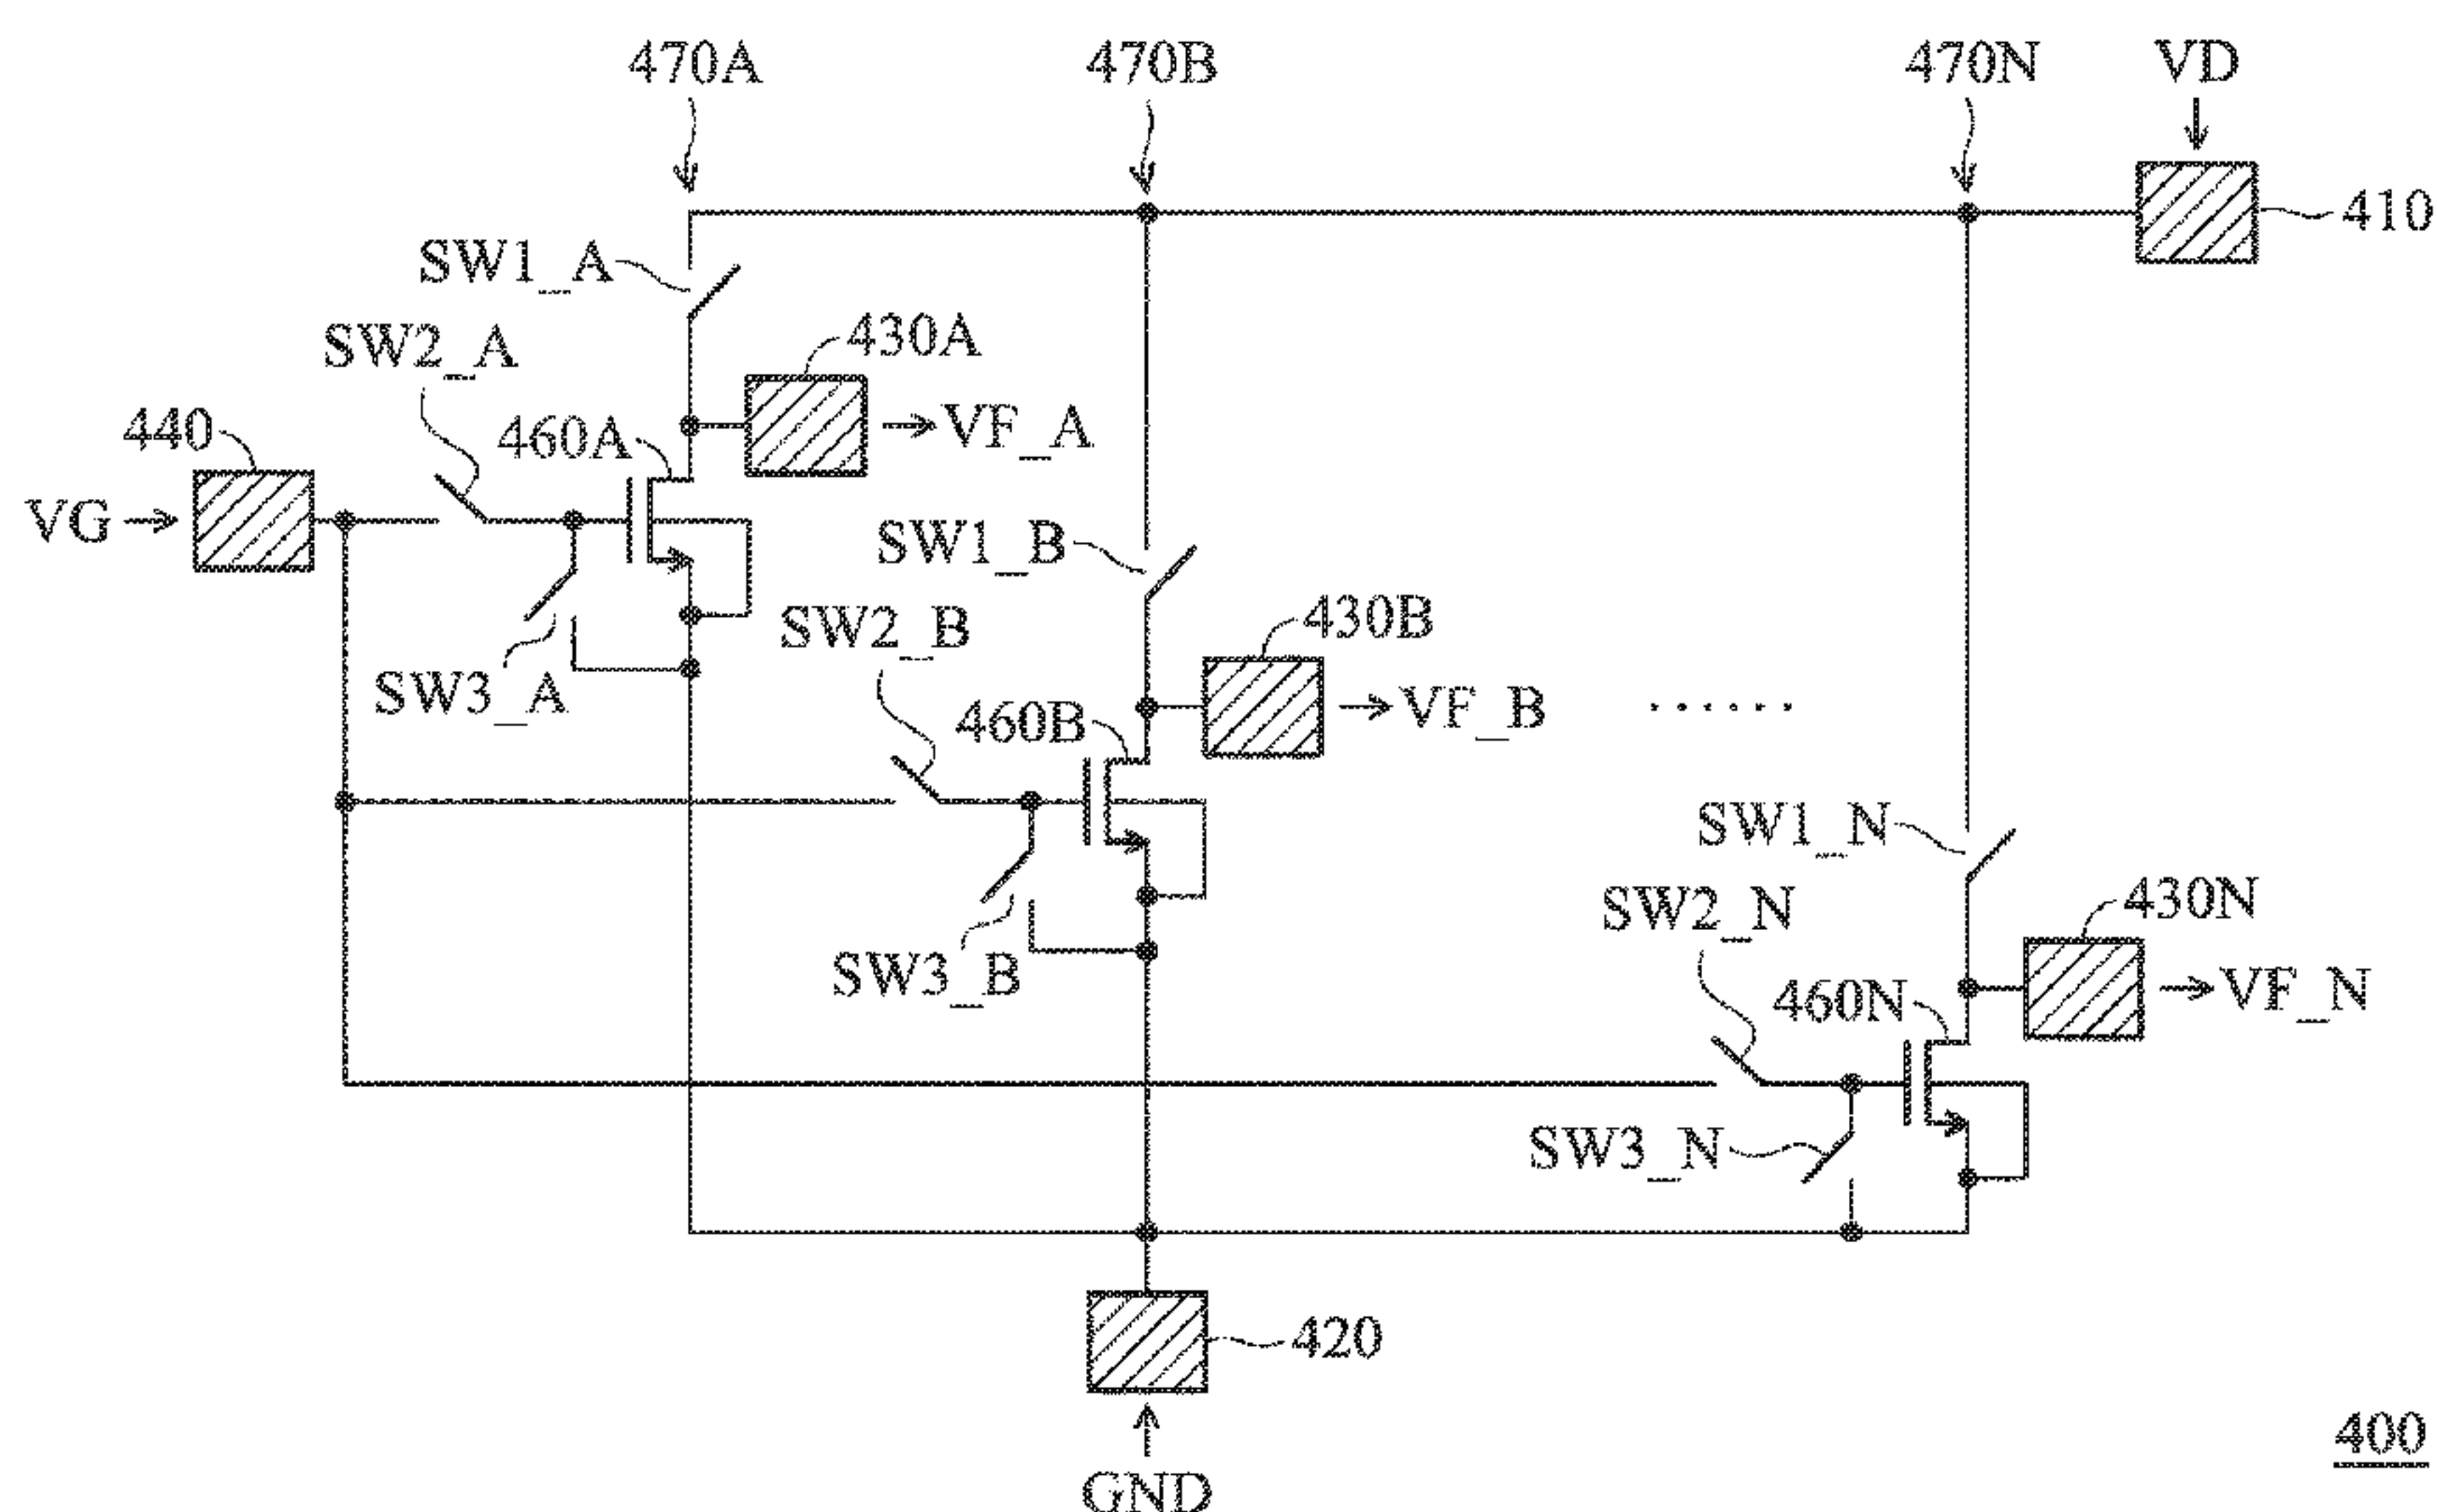 470A
470B
470N
VD
410
SW1_A
SW2_A
430A
VF_A
440
460A
VG
SW1_B
SW3_A
SW2_B
430B
VF_B
......
460B
SW3_B
SW1_N
SW2_N
430N
VF_N
460N
SW3_N
420
GND
400